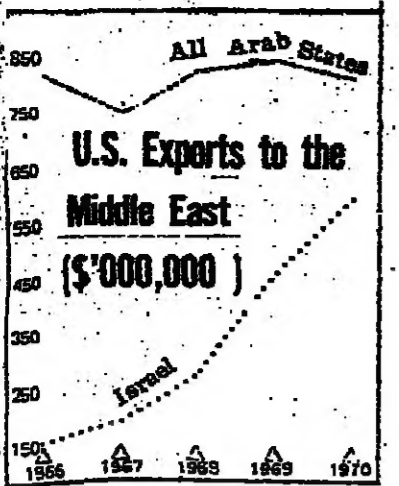 All Arab States
850
750
U.S. Exports to the
650
Middle East
550
($'000,000 )
450
350
Israel
250
150
1966 1967 1968 1969 1970